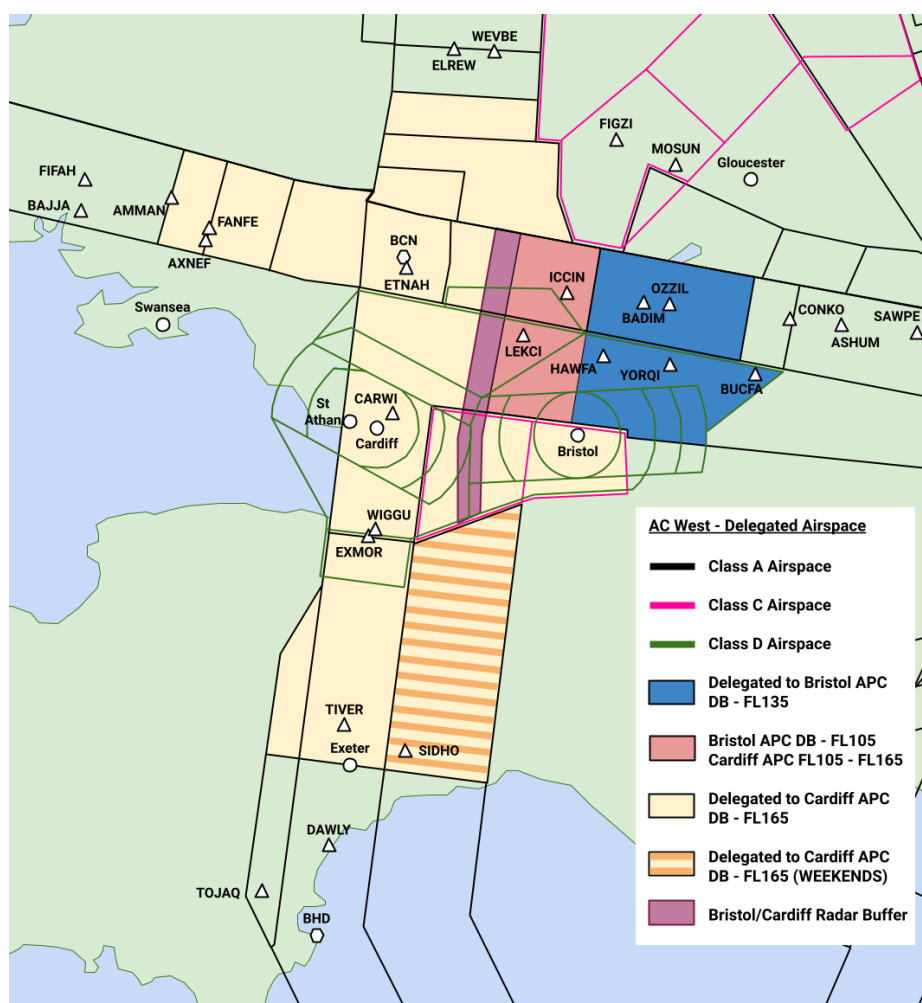 WEVBE
ELREW
FIGZI
MOSUN
Gloucester
FIFAH
BAJJA
AMMAN
FANFE
AXNEF
BCN
ETNAH
ICCIN
OZZIL
BADIM
Swansea
CONKO
SAWPE
ASHUM
LEKCI
HAWFA
YORQI
BUCFA
St
Athan
CARWI
Cardiff
Bristol
WIGGU
EXMOR
TIVER
Exeter
SIDHO
DAWLY
TOJAQ
BHD
AC West - Delegated Airspace
Class A Airspace
Class C Airspace
Class D Airspace
Delegated to Bristol APC
DB - FL135
Bristol APC DB - FL105
Cardiff APC FL105 - FL165
Delegated to Cardiff APC
DB - FL165
Delegated to Cardiff APC
DB - FL165 (WEEKENDS)
Bristol/Cardiff Radar Buffer